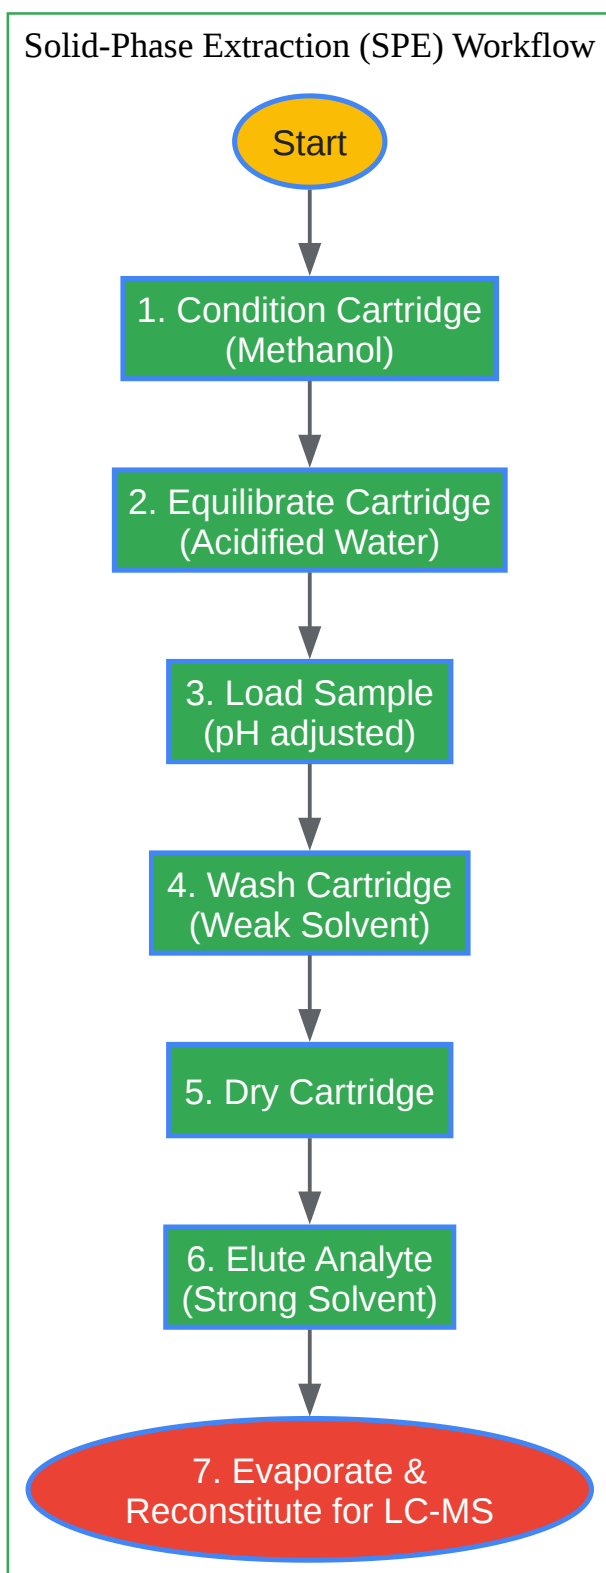 Solid-Phase Extraction (SPE) Workflow
Start
1. Condition Cartridge
(Methanol)
2. Equilibrate Cartridge
(Acidified Water)
3. Load Sample
(pH adjusted)
4. Wash Cartridge
(Weak Solvent)
5. Dry Cartridge
6. Elute Analyte
(Strong Solvent)
7. Evaporate &
Reconstitute for LC-MS